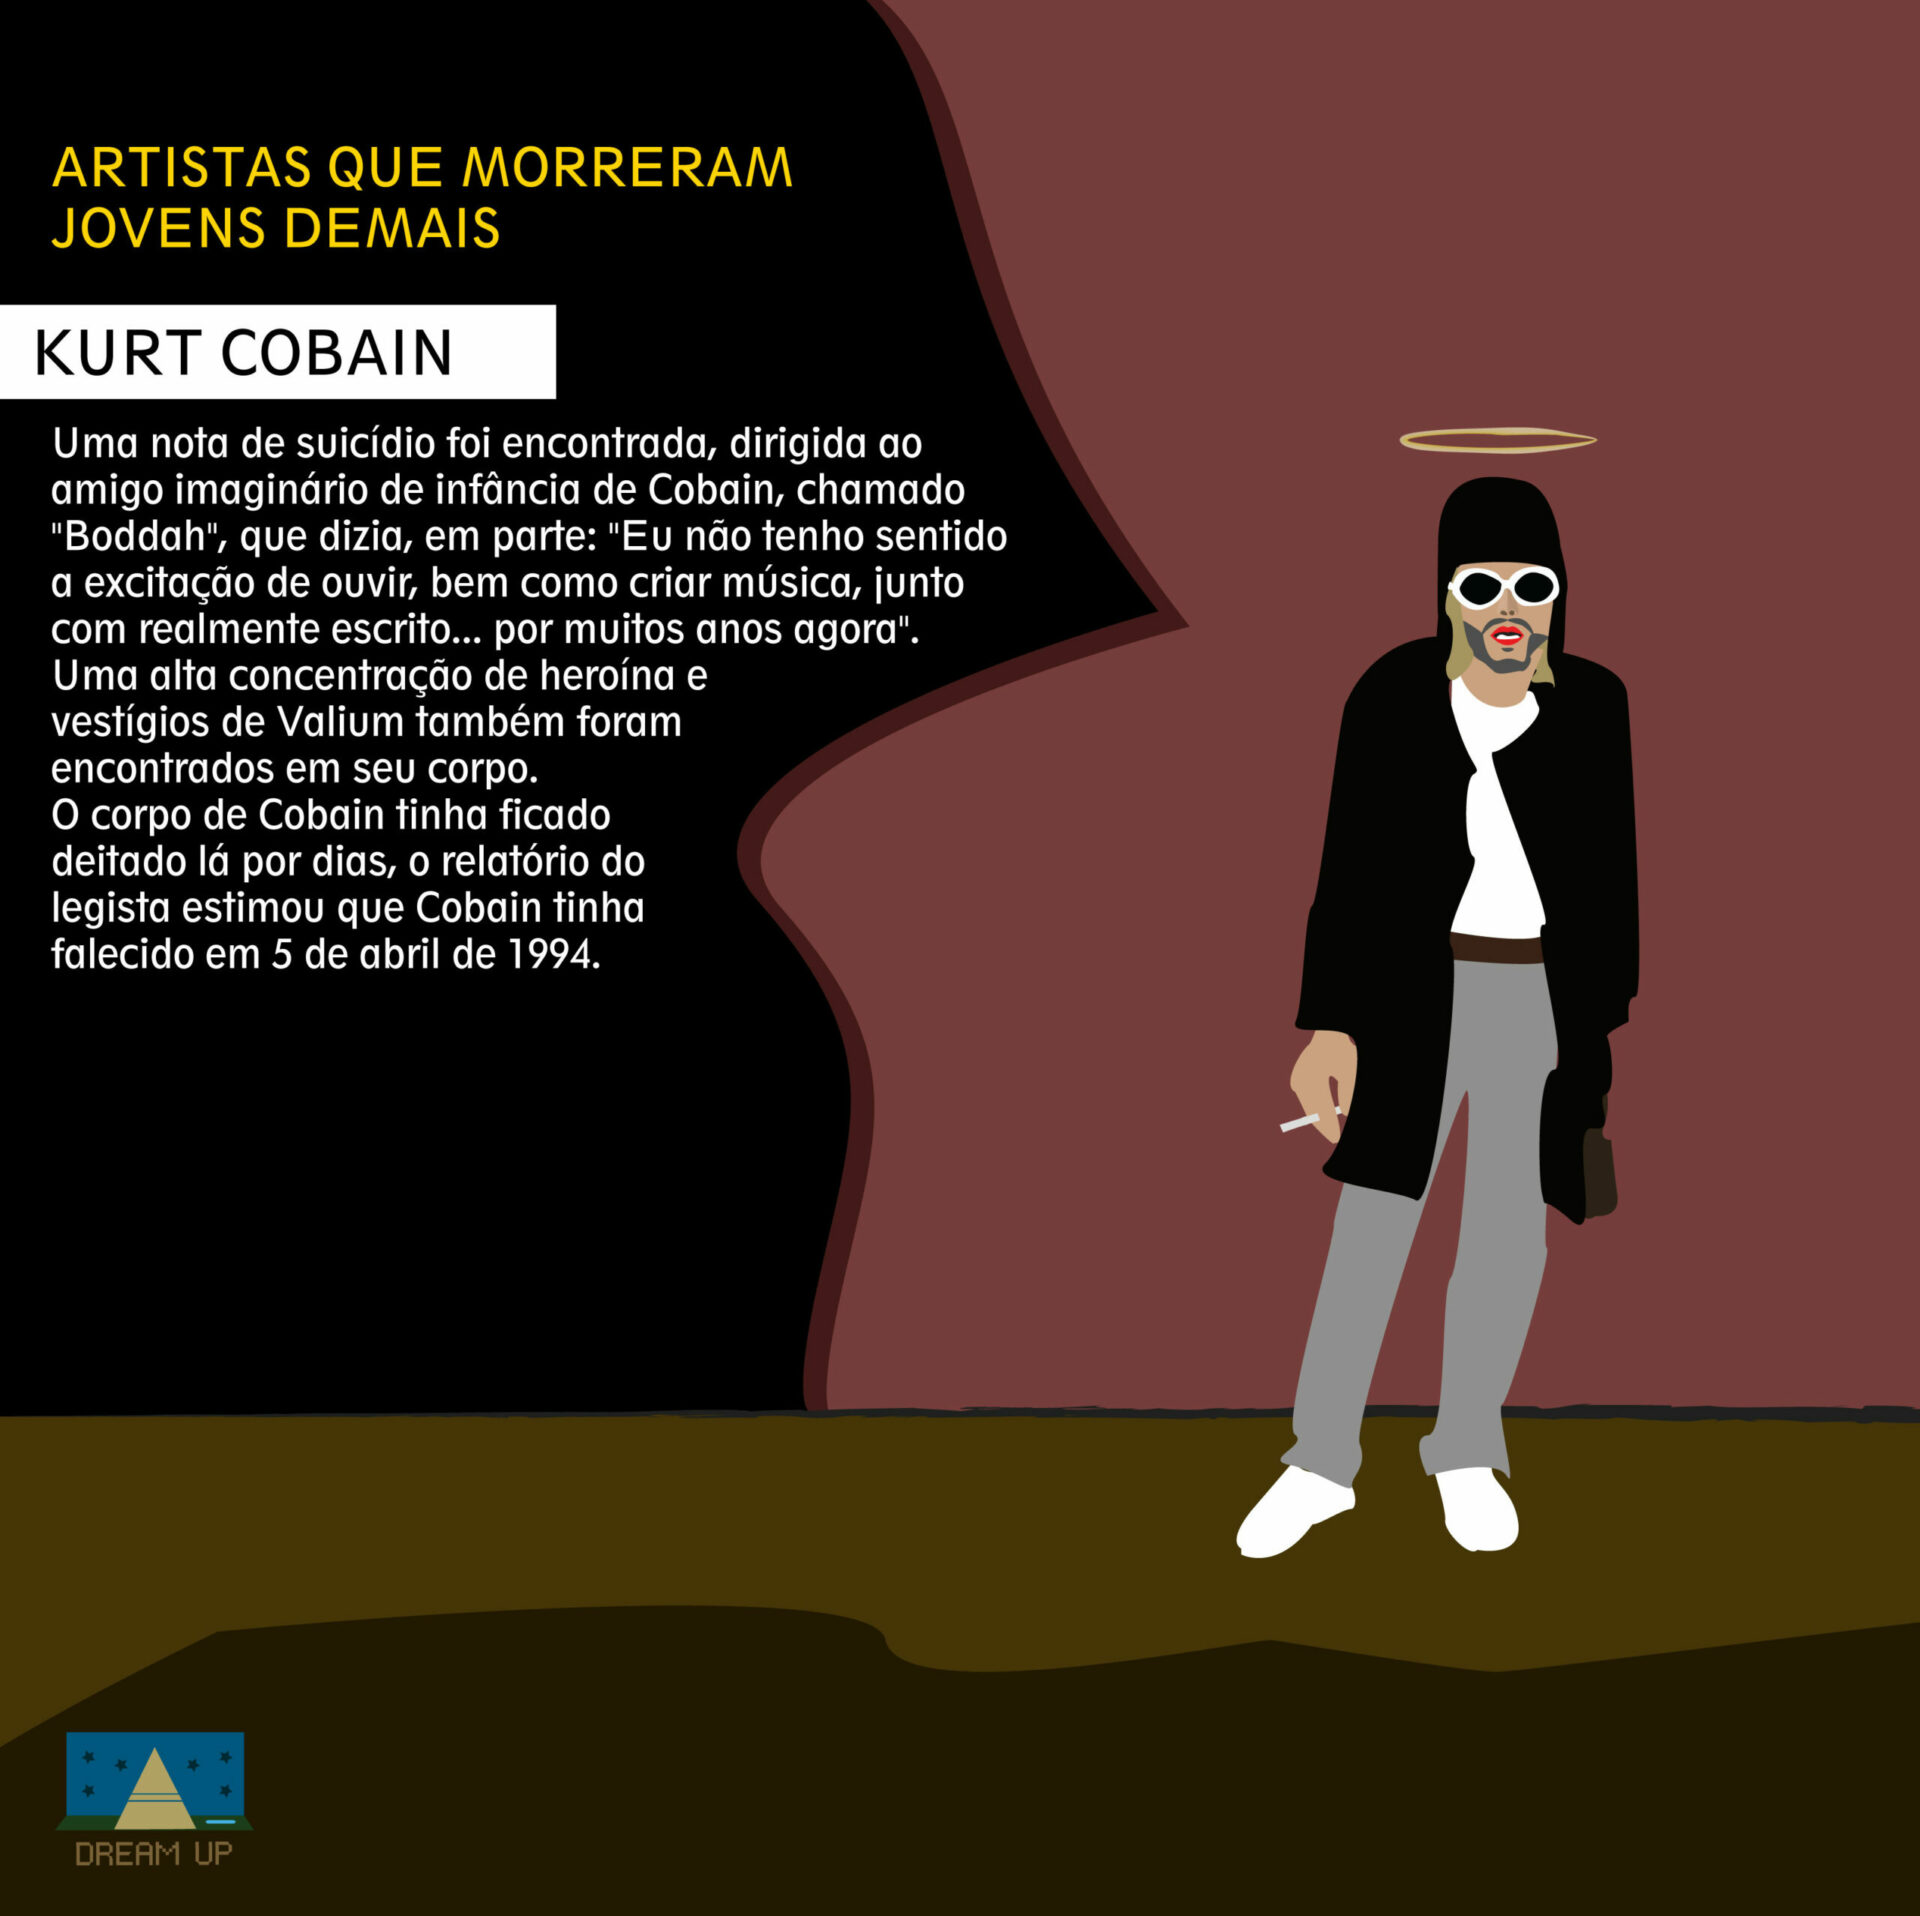 ARTISTAS QUE MORRERAM
JOVENS DEMAIS
KURT COBAIN
Uma nota de suicídio foi encontrada, dirigida ao
amigo imaginário de infância de Cobain, chamado
"Boddah", que dizia, em parte: "Eu não tenho sentido
a excitação de ouvir, bem como criar música, junto
com realmente escrito... por muitos anos agora".
Uma alta concentração de heroína e
vestígios de Valium também foram
encontrados em seu corpo.
O corpo de Cobain tinha ficado
deitado lá por dias, o relatório do
legista estimou que Cobain tinha
falecido em 5 de abril de 1994.
DREAM UP